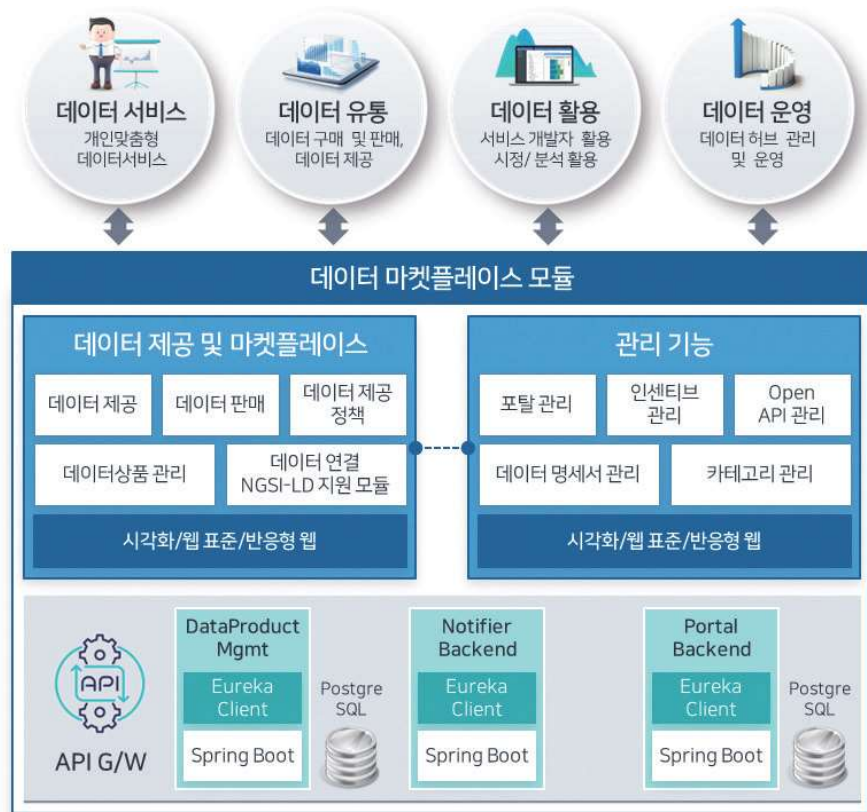 데이터 서비스
개인맞춤형
데이터서비스
데이터 유통
데이터 구매 및 판매,
데이터 제공
데이터 활용
서비스 개발자 활용
시정/ 분석 활용
데이터 운영
데이터 허브 관리
및 운영
데이터 마켓플레이스 모듈
데이터 제공 및 마켓플레이스
데이터 제공
데이터 판매
데이터 제공
정책
데이터상품 관리
데이터 연결
NGSI-LD 지원 모듈
시각화/웹 표준/반응형 웹
관리 기능
포탈 관리
인센티브
관리
Open
API 관리
데이터 명세서 관리
카테고리 관리
시각화/웹 표준/반응형 웹
API
API G/W
DataProduct
Mgmt
Eureka
Client
Spring Boot
Postgre
SQL
Notifier
Backend
Eureka
Client
Spring Boot
Portal
Backend
Eureka
Client
Spring Boot
Postgre
SQL